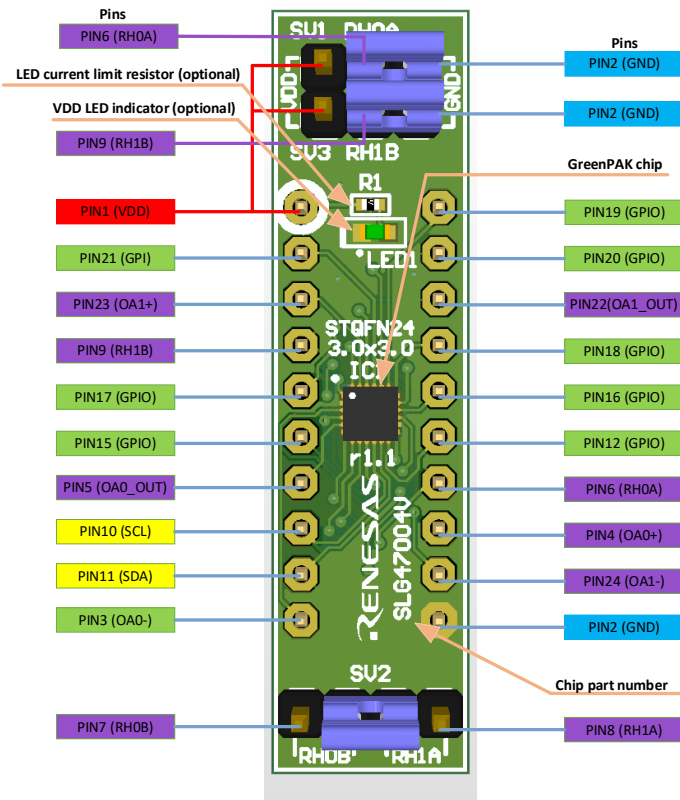 Pins
PIN6 (RH0A)
LED current limit resistor (optional)
VDD LED indicator (optional)
PIN9 (RH1B)
PIN1 (VDD)
PIN21 (GPI)
PIN23 (OA1+)
PIN9 (RH1B)
PIN17 (GPIO)
PIN15 (GPIO)
PIN5 (OA0_OUT)
PIN10 (SCL)
PIN11 (SDA)
PIN3 (OA0-)
PIN7 (RH0B)
SV1 RH0A
VDD
GND
SV3 RH1B
R1
LED1
STQFN24
3.0x3.0
r1.1
RENESAS
SLG47004V
SV2
RH0B
RH1A
Pins
PIN2 (GND)
PIN2 (GND)
GreenPAK chip
PIN19 (GPIO)
PIN20 (GPIO)
PIN22(OA1_OUT)
PIN18 (GPIO)
PIN16 (GPIO)
PIN12 (GPIO)
PIN6 (RH0A)
PIN4 (OA0+)
PIN24 (OA1-)
PIN2 (GND)
Chip part number
PIN8 (RH1A)